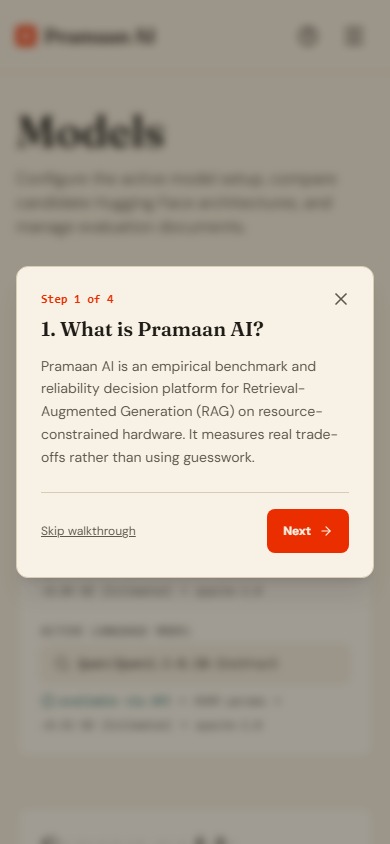 Pramaan AI
Models
Configure the active model setup, compare
candidate Hugging Face architectures, and
manage evaluation documents.
Step 1 of 4
1. What is Pramaan AI?
Pramaan AI is an empirical benchmark and
reliability decision platform for Retrieval-
Augmented Generation (RAG) on resource-
constrained hardware. It measures real trade-
offs rather than using guesswork.
Skip walkthrough
Next →
ACTIVE LANGUAGE MODEL